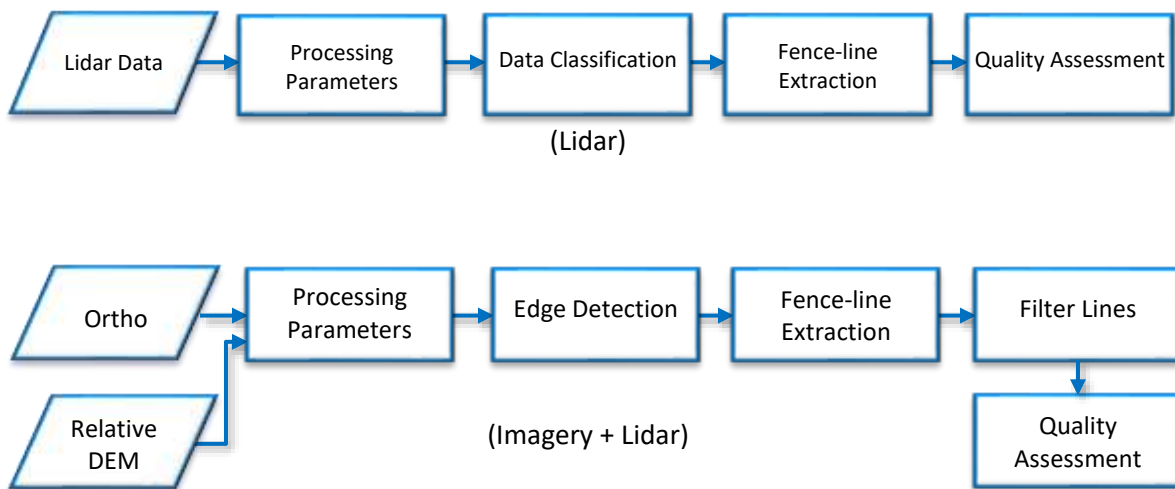 Lidar Data
Processing
Parameters
Data Classification
Fence-line
Extraction
Quality Assessment
(Lidar)
Ortho
Processing
Parameters
Edge Detection
Fence-line
Extraction
Filter Lines
Relative
DEM
(Imagery + Lidar)
Quality
Assessment